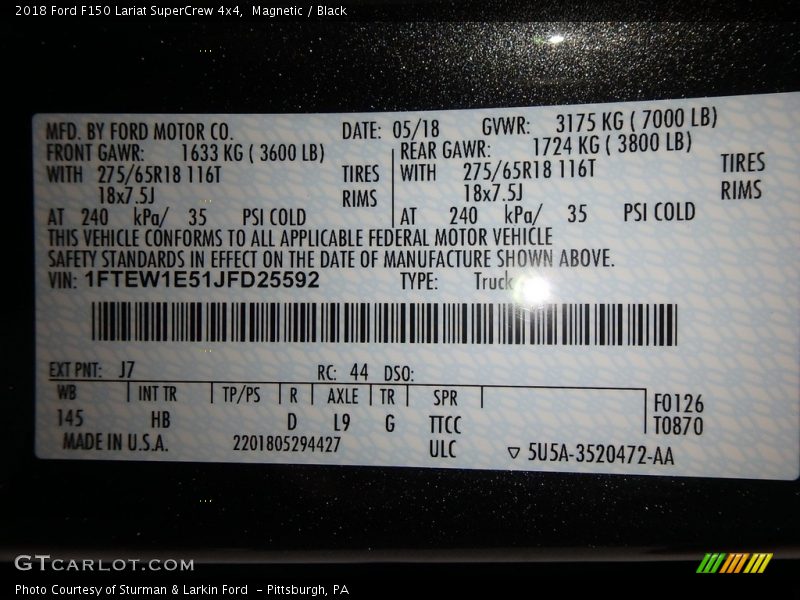 2018 Ford F150 Lariat SuperCrew 4x4, Magnetic / Black
MFD. BY FORD MOTOR CO. DATE: 05/18 GVWR: 3175 KG ( 7000 LB)
FRONT GAWR: 1633 KG ( 3600 LB) REAR GAWR: 1724 KG ( 3800 LB)
WITH 275/65R18 116T TIRES WITH 275/65R18 116T TIRES
18x7.5J RIMS 18x7.5J RIMS
AT 240 kPa/ 35 PSI COLD AT 240 kPa/ 35 PSI COLD
THIS VEHICLE CONFORMS TO ALL APPLICABLE FEDERAL MOTOR VEHICLE
SAFETY STANDARDS IN EFFECT ON THE DATE OF MANUFACTURE SHOWN ABOVE.
VIN: 1FTEW1E51JFD25592 TYPE: Truck
EXT PNT: J7 RC: 44 DSO:
WB INT TR TP/PS R AXLE TR SPR F0126
145 HB D L9 G TTCC T0870
MADE IN U.S.A. 2201805294427 ULC ▽ 5U5A-3520472-AA
GTCARLOT.COM
Photo Courtesy of Sturman & Larkin Ford - Pittsburgh, PA